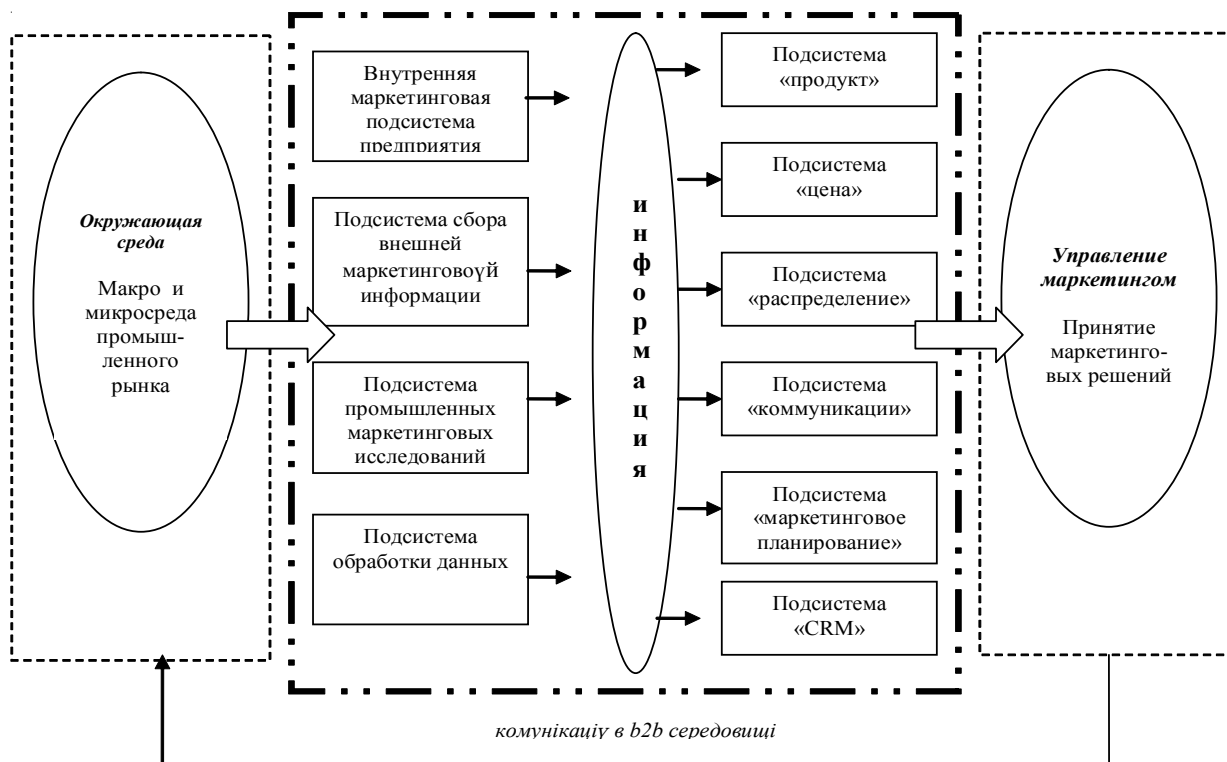 Окружающая
среда
Макро и
микросреда
промыш-
ленного
рынка
Внутренняя
маркетинговая
подсистема
предприятия
Подсистема сбора
внешней
маркетинговоүй
информации
Подсистема
промышленных
маркетинговых
исследований
Подсистема
обработки данных
информация
Подсистема
«продукт»
Подсистема
«цена»
Подсистема
«распределение»
Подсистема
«коммуникации»
Подсистема
«маркетинговое
планирование»
Подсистема
«CRM»
Управление
маркетингом
Принятие
маркетинго-
вых решений
комунікаціү в b2b середовищі